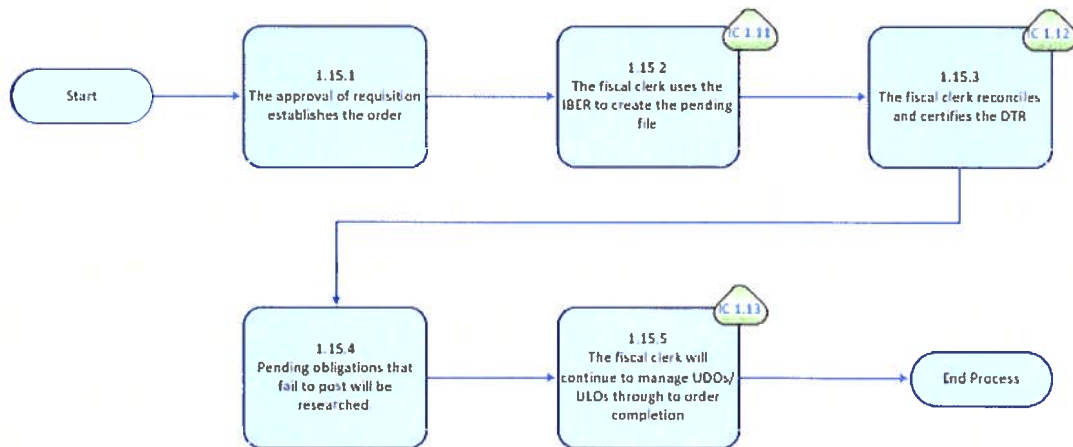 Start
1.15.1
The approval of requisition
establishes the order
IC 1.11
1.15.2
The fiscal clerk uses the
IBER to create the pending
file
IC 1.12
1.15.3
The fiscal clerk reconciles
and certifies the DTR
1.15.4
Pending obligations that
fail to post will be
researched
IC 1.13
1.15.5
The fiscal clerk will
continue to manage UDOs/
ULOs through to order
completion
End Process